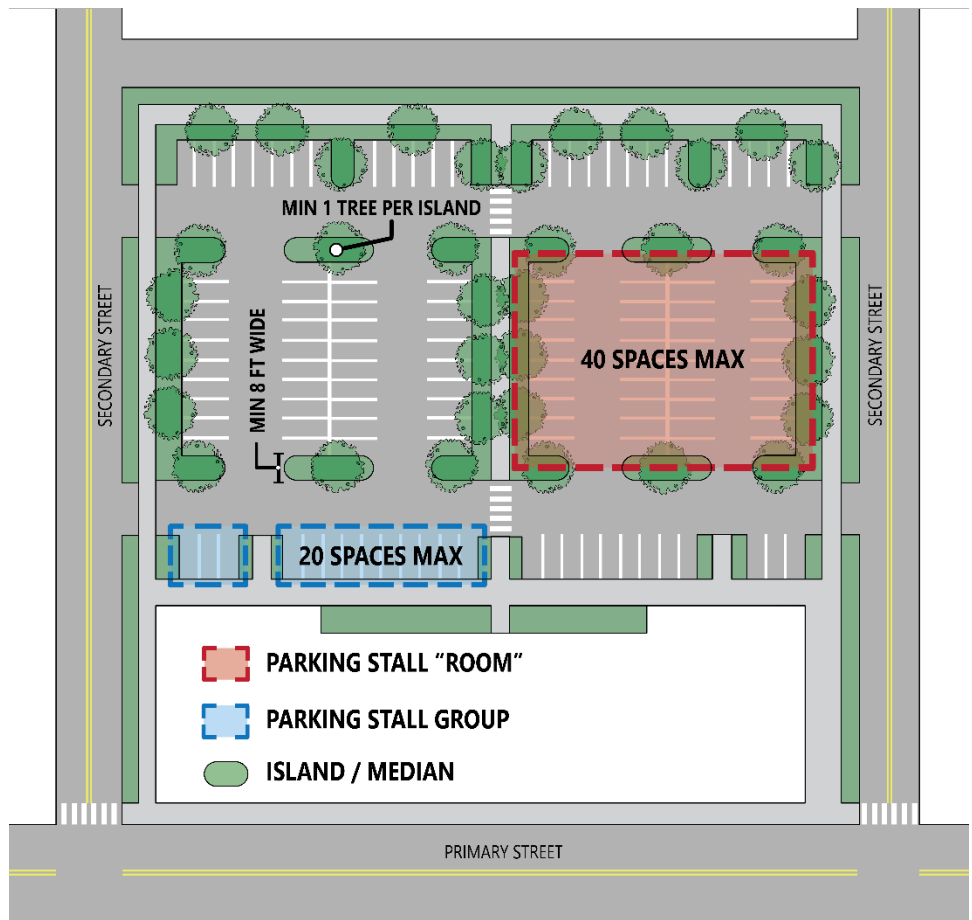 MIN 1 TREE PER ISLAND
SECONDARY STREET
MIN 8 FT WIDE
40 SPACES MAX
SECONDARY STREET
20 SPACES MAX
PARKING STALL “ROOM”
PARKING STALL GROUP
ISLAND / MEDIAN
PRIMARY STREET